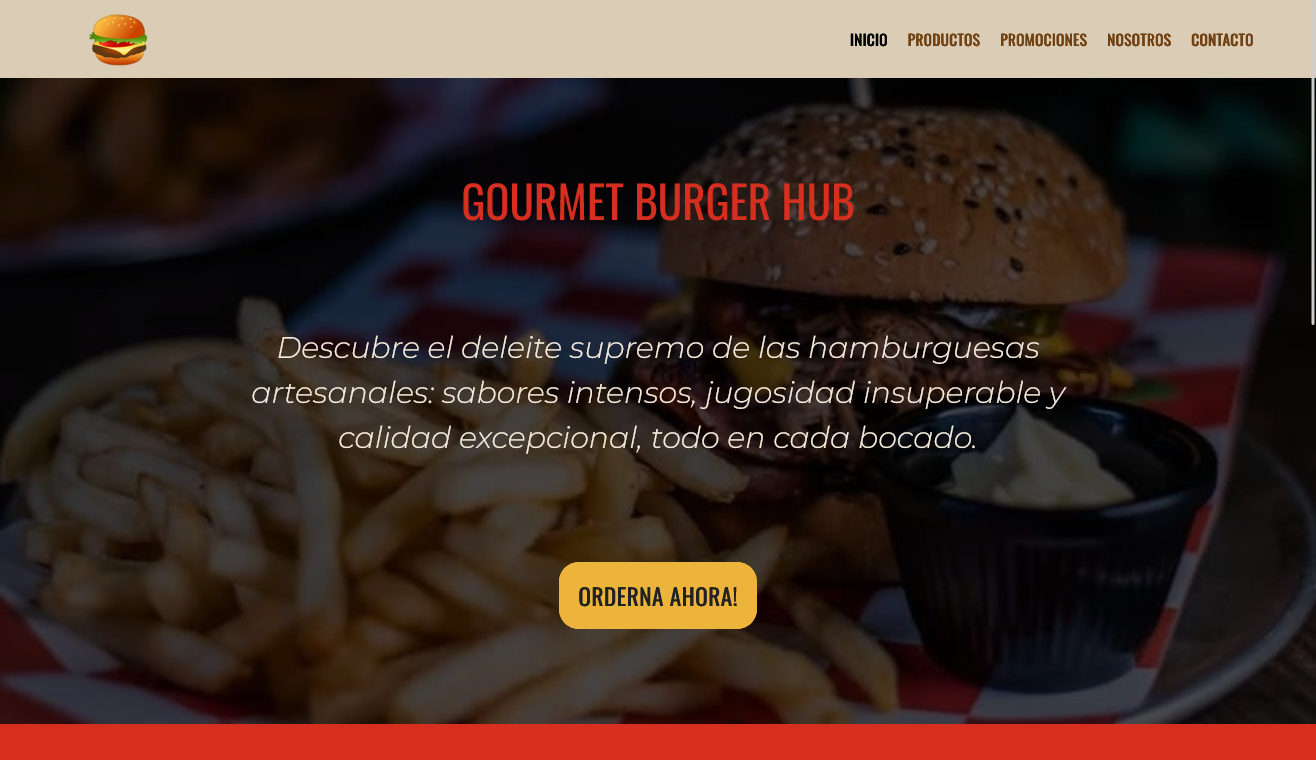 INICIO PRODUCTOS PROMOCIONES NOSOTROS CONTACTO
GOURMET BURGER HUB
Descubre el deleite supremo de las hamburguesas
artesanales: sabores intensos, jugosidad insuperable y
calidad excepcional, todo en cada bocado.
ORDERNA AHORA!